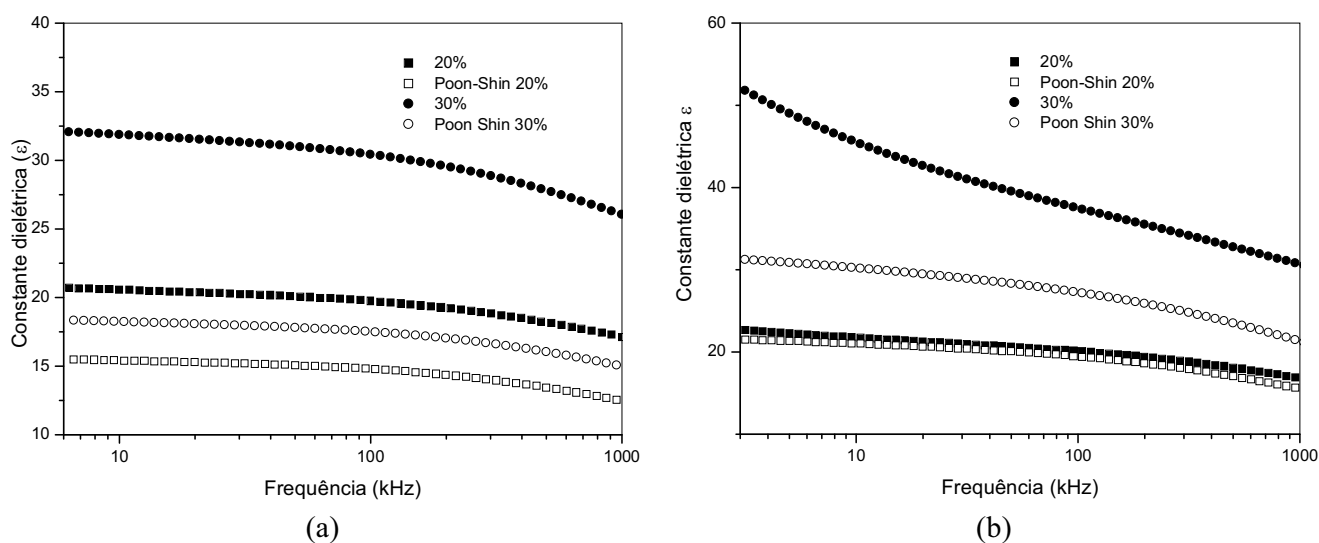 40
35
30
25
20
15
10
Constante dielétrica (ε)
20%
Poon-Shin 20%
30%
Poon Shin 30%
10
100
1000
Frequência (kHz)
(a)
60
40
20
Constante dielétrica ε
20%
Poon-Shin 20%
30%
Poon Shin 30%
10
100
1000
Frequência (kHz)
(b)